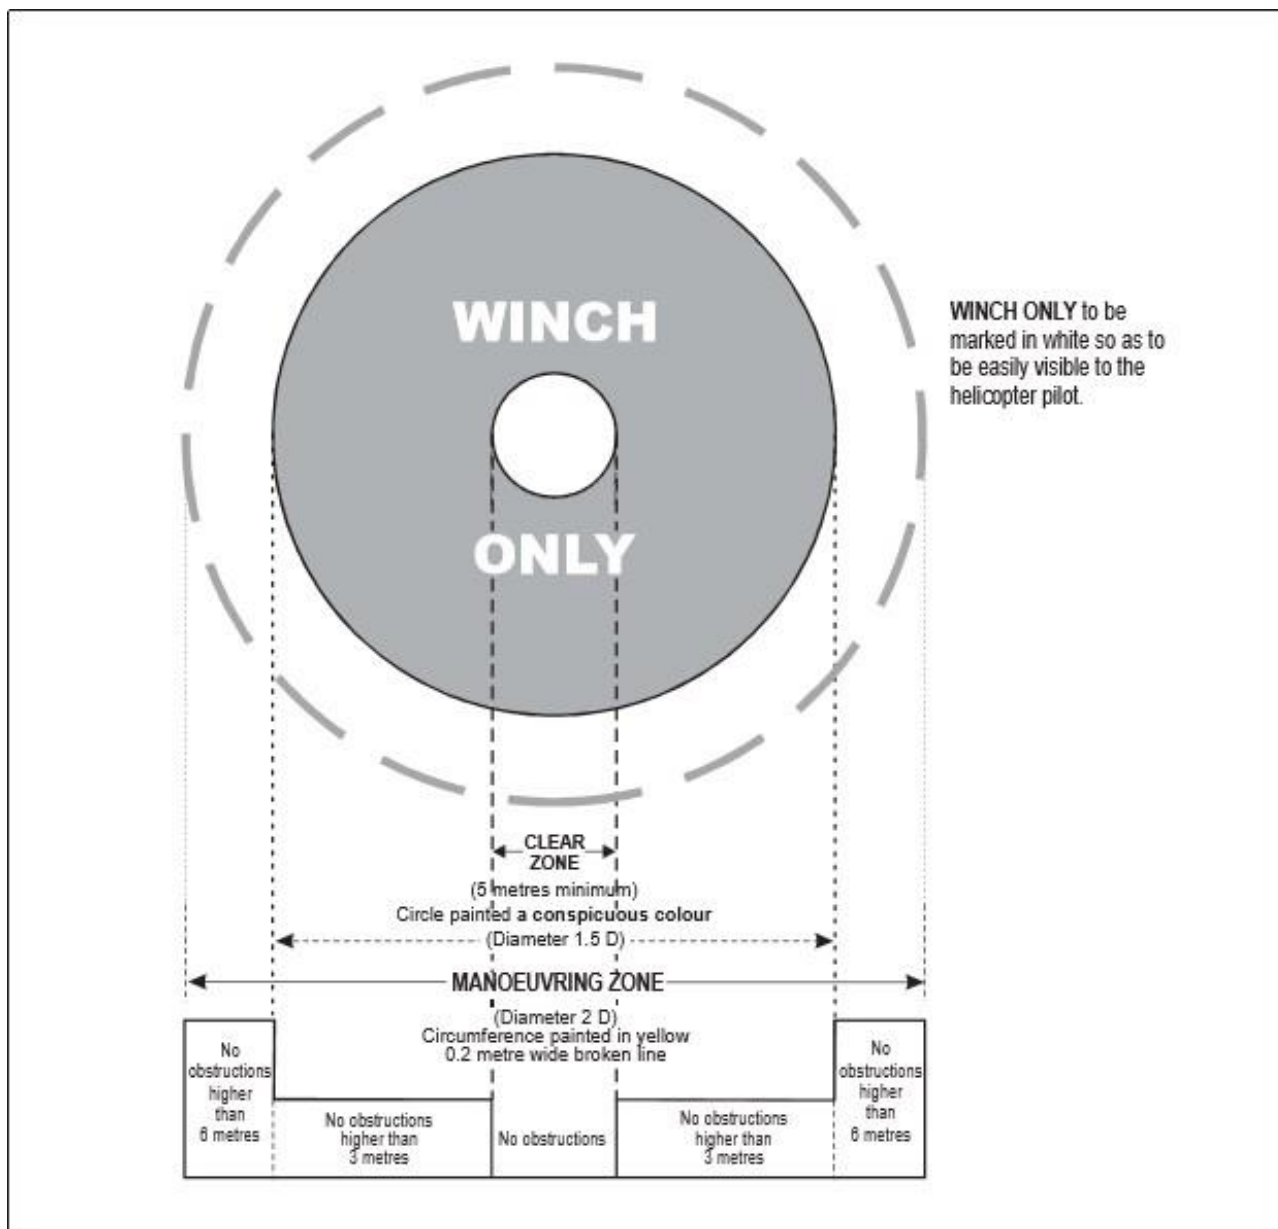 WINCH
ONLY
WINCH ONLY to be
marked in white so as to
be easily visible to the
helicopter pilot.
CLEAR
ZONE
(5 metres minimum)
Circle painted a conspicuous colour
(Diameter 1.5 D)
MANOEUVRING ZONE
(Diameter 2 D)
Circumference painted in yellow
0.2 metre wide broken line
No
obstructions
higher
than
6 metres
No obstructions
higher than
3 metres
No obstructions
No obstructions
higher than
3 metres
No
obstructions
higher
than
6 metres